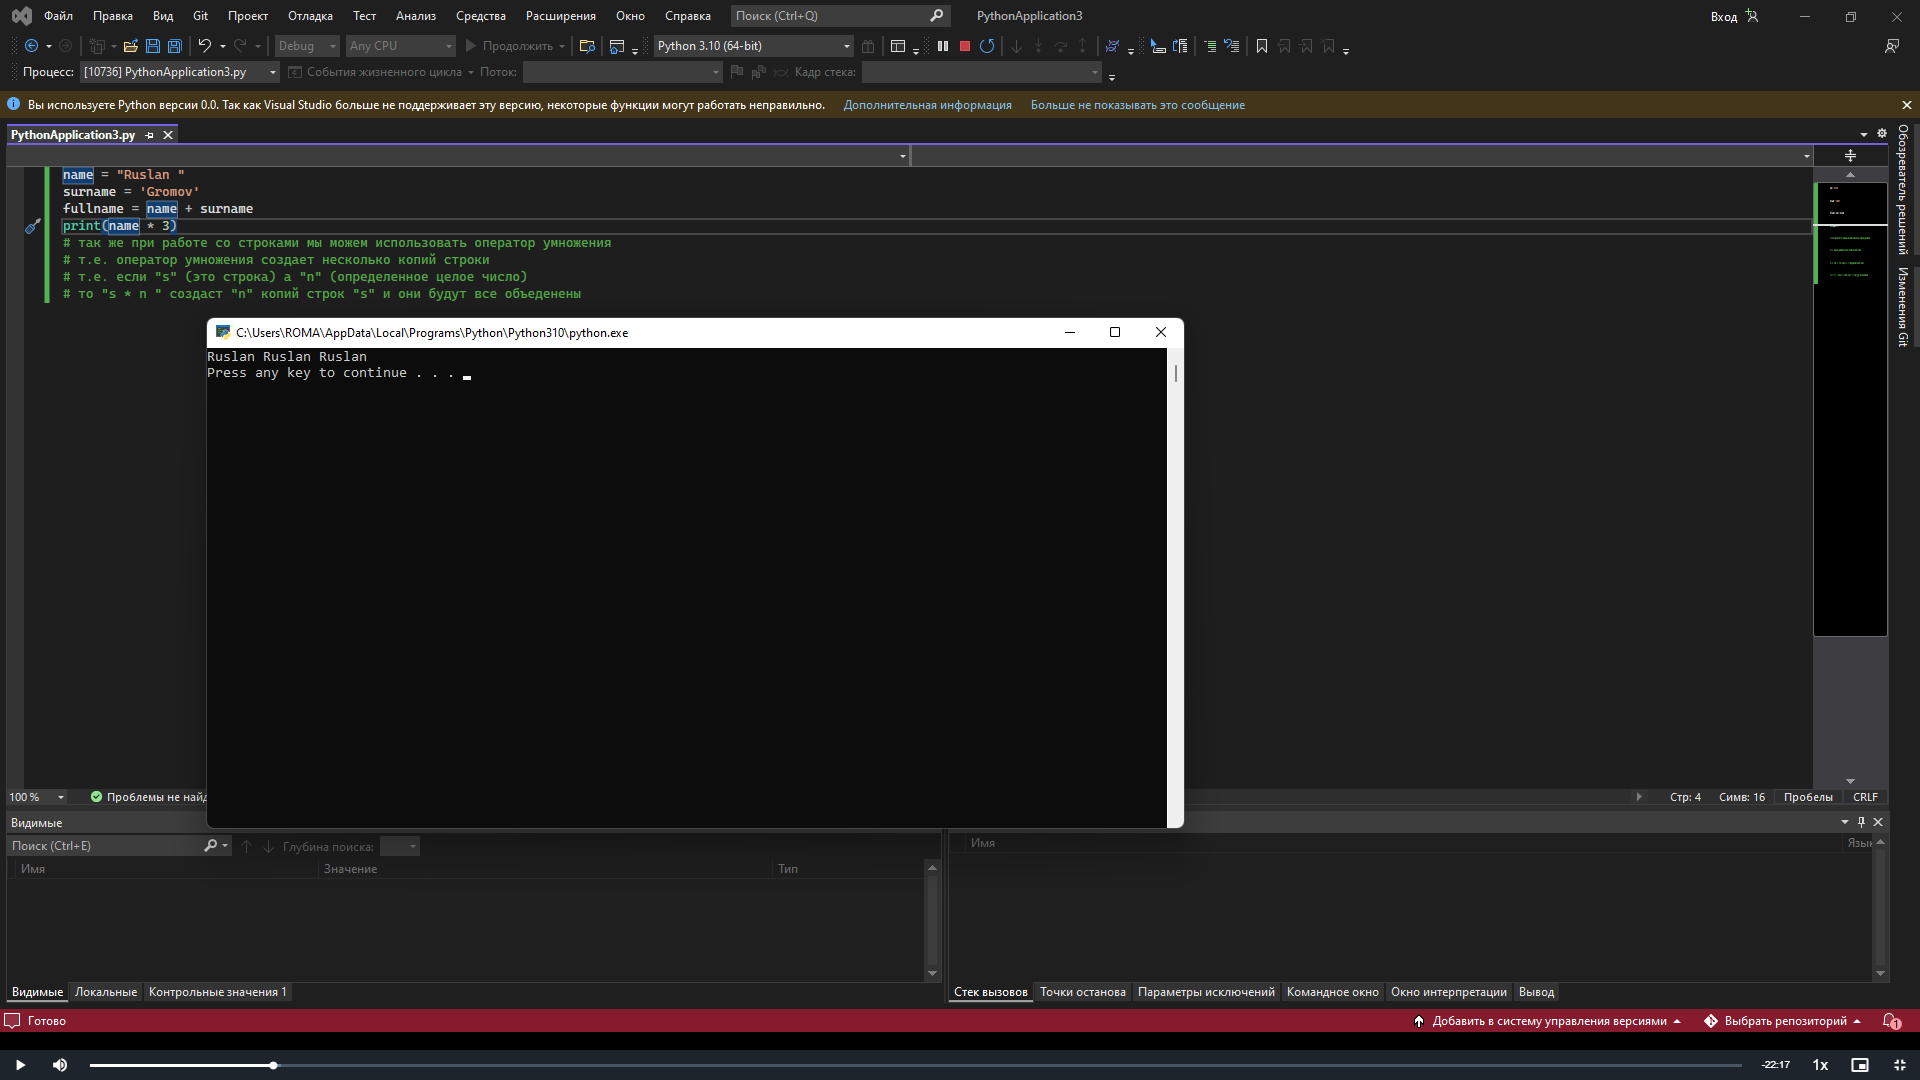 Файл Правка Вид Git Проект Отладка Тест Анализ Средства Расширения Окно Справка Поиск (Ctrl+Q) PythonApplication3 Вход
Debug Any CPU Продолжить Python 3.10 (64-bit)
Процесс: [10736] PythonApplication3.py События жизненного цикла Поток: Кадр стека:
Вы используете Python версии 0.0. Так как Visual Studio больше не поддерживает эту версию, некоторые функции могут работать неправильно. Дополнительная информация Больше не показывать это сообщение
PythonApplication3.py
Обозреватель решений
Изменения Git
name = "Ruslan "
surname = 'Gromov'
fullname = name + surname
print(name * 3)
# так же при работе со строками мы можем использовать оператор умножения
# т.е. оператор умножения создает несколько копий строки
# т.е. если "s" (это строка) а "n" (определенное целое число)
# то "s * n " создаст "n" копий строк "s" и они будут все объеденены
C:\Users\ROMA\AppData\Local\Programs\Python\Python310\python.exe
Ruslan Ruslan Ruslan
Press any key to continue . . .
100 % Проблемы не найд Стр: 4 Симв: 16 Пробелы CRLF
Видимые
Поиск (Ctrl+E) Глубина поиска:
Имя Значение Тип
Имя Язык
Видимые Локальные Контрольные значения 1
Стек вызовов Точки останова Параметры исключений Командное окно Окно интерпретации Вывод
Готово Добавить в систему управления версиями Выбрать репозиторий 1
-22:17 1x